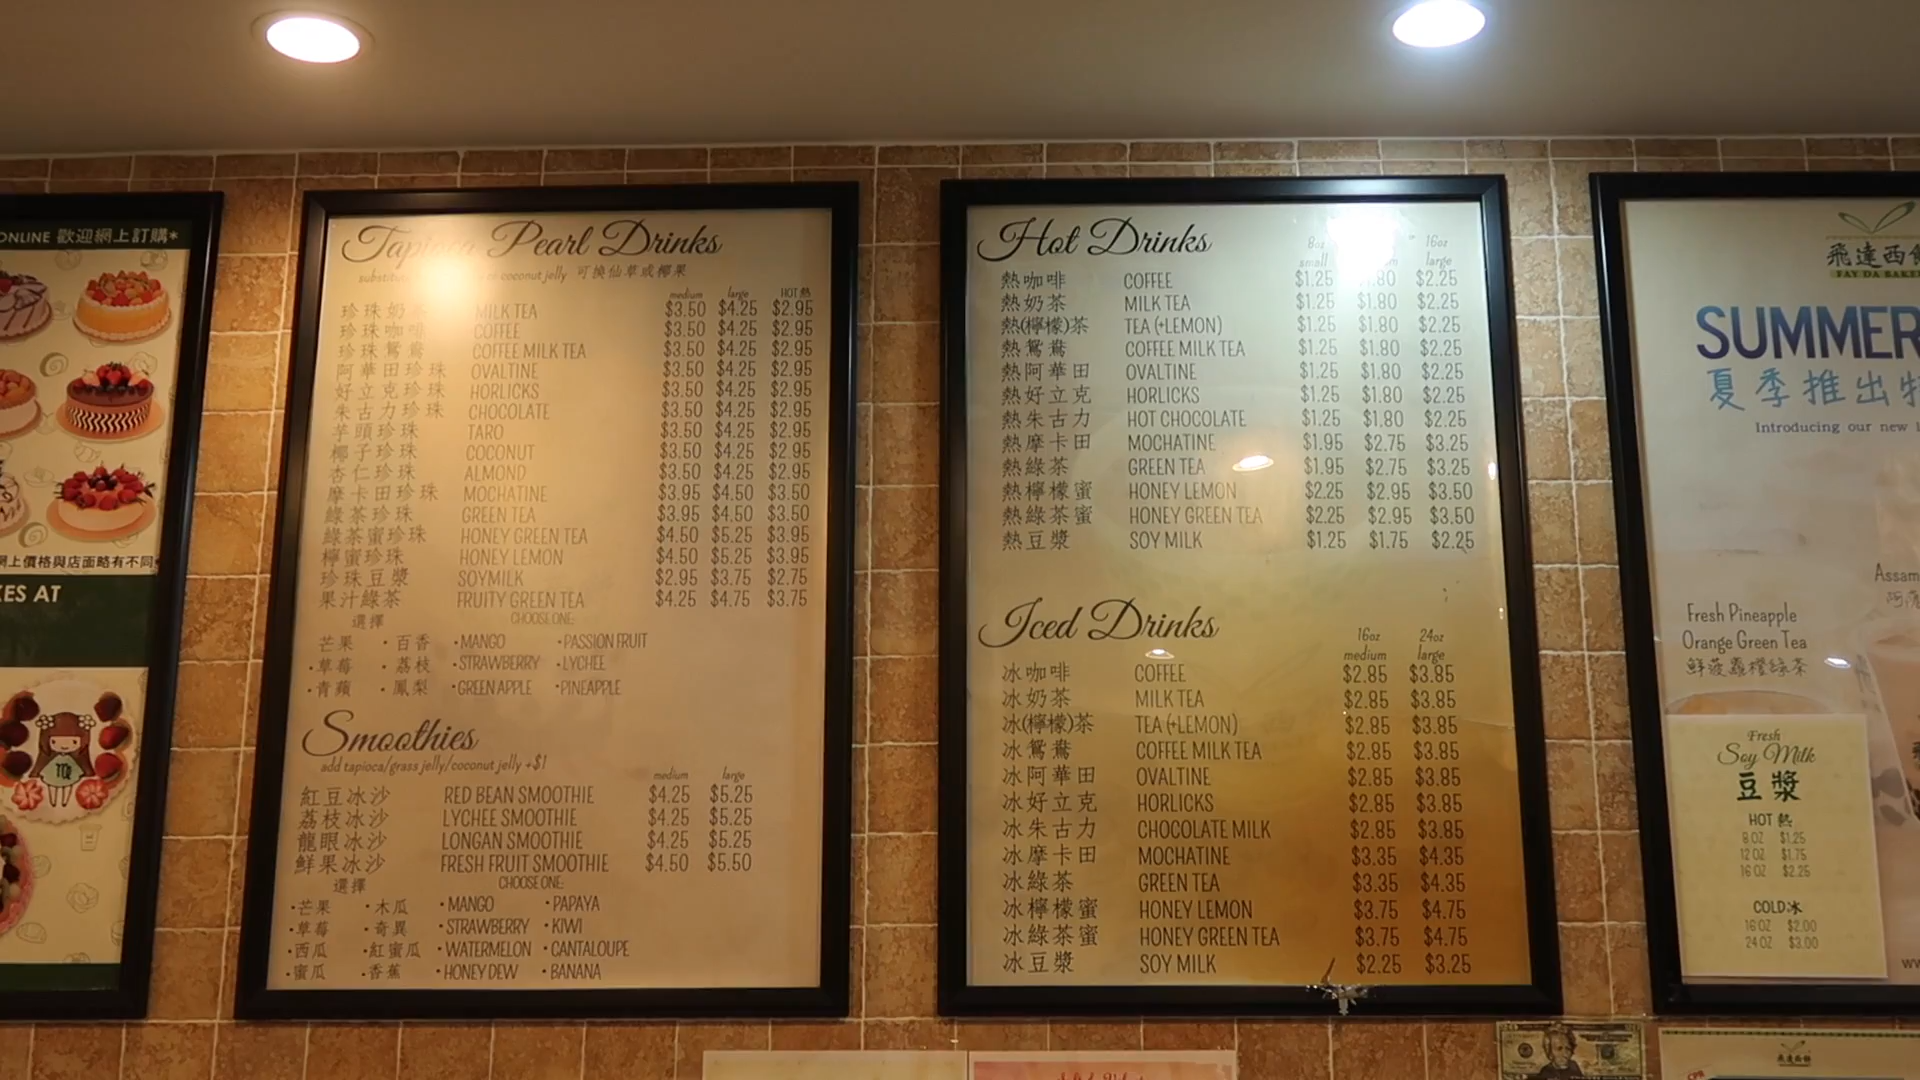 ONLINE 歡迎網上訂購*
網上價格與店面略有不同
KES AT
Tapioca Pearl Drinks
coconut jelly 可換仙草或椰果
medium large HOT 熱
珍珠奶茶 MILK TEA $3.50 $4.25 $2.95
珍珠咖啡 COFFEE $3.50 $4.25 $2.95
珍珠鴛鴦 COFFEE MILK TEA $3.50 $4.25 $2.95
阿華田珍珠 OVALTINE $3.50 $4.25 $2.95
好立克珍珠 HORLICKS $3.50 $4.25 $2.95
朱古力珍珠 CHOCOLATE $3.50 $4.25 $2.95
芋頭珍珠 TARO $3.50 $4.25 $2.95
椰子珍珠 COCONUT $3.50 $4.25 $2.95
杏仁珍珠 ALMOND $3.50 $4.25 $2.95
摩卡田珍珠 MOCHATINE $3.95 $4.50 $3.50
綠茶珍珠 GREEN TEA $3.95 $4.50 $3.50
綠茶蜜珍珠 HONEY GREEN TEA $4.50 $5.25 $3.95
檸蜜珍珠 HONEY LEMON $4.50 $5.25 $3.95
珍珠豆漿 SOYMILK $2.95 $3.75 $2.75
果汁綠茶 FRUITY GREEN TEA $4.25 $4.75 $3.75
選擇 CHOOSE ONE:
芒果 • 百香 • MANGO • PASSION FRUIT
• 草莓 • 荔枝 • STRAWBERRY • LYCHEE
• 青蘋 • 鳳梨 • GREEN APPLE • PINEAPPLE
Smoothies
add tapioca/grass jelly/coconut jelly +$1
medium large
紅豆冰沙 RED BEAN SMOOTHIE $4.25 $5.25
荔枝冰沙 LYCHEE SMOOTHIE $4.25 $5.25
龍眼冰沙 LONGAN SMOOTHIE $4.25 $5.25
鮮果冰沙 FRESH FRUIT SMOOTHIE $4.50 $5.50
選擇 CHOOSE ONE:
• 芒果 • 木瓜 • MANGO • PAPAYA
• 草莓 • 奇異 • STRAWBERRY • KIWI
• 西瓜 • 紅蜜瓜 • WATERMELON • CANTALOUPE
• 蜜瓜 • 香蕉 • HONEY DEW • BANANA
Hot Drinks
8oz 16oz
small large
熱咖啡 COFFEE $1.25 .80 $2.25
熱奶茶 MILK TEA $1.25 $1.80 $2.25
熱(檸檬)茶 TEA (+LEMON) $1.25 $1.80 $2.25
熱鴛鴦 COFFEE MILK TEA $1.25 $1.80 $2.25
熱阿華田 OVALTINE $1.25 $1.80 $2.25
熱好立克 HORLICKS $1.25 $1.80 $2.25
熱朱古力 HOT CHOCOLATE $1.25 $1.80 $2.25
熱摩卡田 MOCHATINE $1.95 $2.75 $3.25
熱綠茶 GREEN TEA $1.95 $2.75 $3.25
熱檸檬蜜 HONEY LEMON $2.25 $2.95 $3.50
熱綠茶蜜 HONEY GREEN TEA $2.25 $2.95 $3.50
熱豆漿 SOY MILK $1.25 $1.75 $2.25
Iced Drinks
16oz 24oz
medium large
冰咖啡 COFFEE $2.85 $3.85
冰奶茶 MILK TEA $2.85 $3.85
冰(檸檬)茶 TEA (+LEMON) $2.85 $3.85
冰鴛鴦 COFFEE MILK TEA $2.85 $3.85
冰阿華田 OVALTINE $2.85 $3.85
冰好立克 HORLICKS $2.85 $3.85
冰朱古力 CHOCOLATE MILK $2.85 $3.85
冰摩卡田 MOCHATINE $3.35 $4.35
冰綠茶 GREEN TEA $3.35 $4.35
冰檸檬蜜 HONEY LEMON $3.75 $4.75
冰綠茶蜜 HONEY GREEN TEA $3.75 $4.75
冰豆漿 SOY MILK $2.25 $3.25
飛達西餅
FAY DA BAKE
SUMMER
夏季推出特
Introducing our new
Assam
Fresh Pineapple
Orange Green Tea
鮮菠蘿橙綠茶
Fresh
Soy Milk
豆漿
HOT 熱
8 OZ $1.25
12 OZ $1.75
16 OZ $2.25
COLD 冰
16 OZ $2.00
24 OZ $3.00
飛達西餅